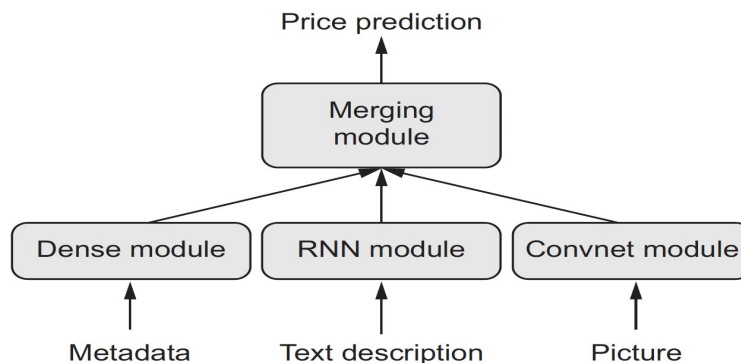 Price prediction
Merging
module
Dense module
RNN module
Convnet module
Metadata
Text description
Picture